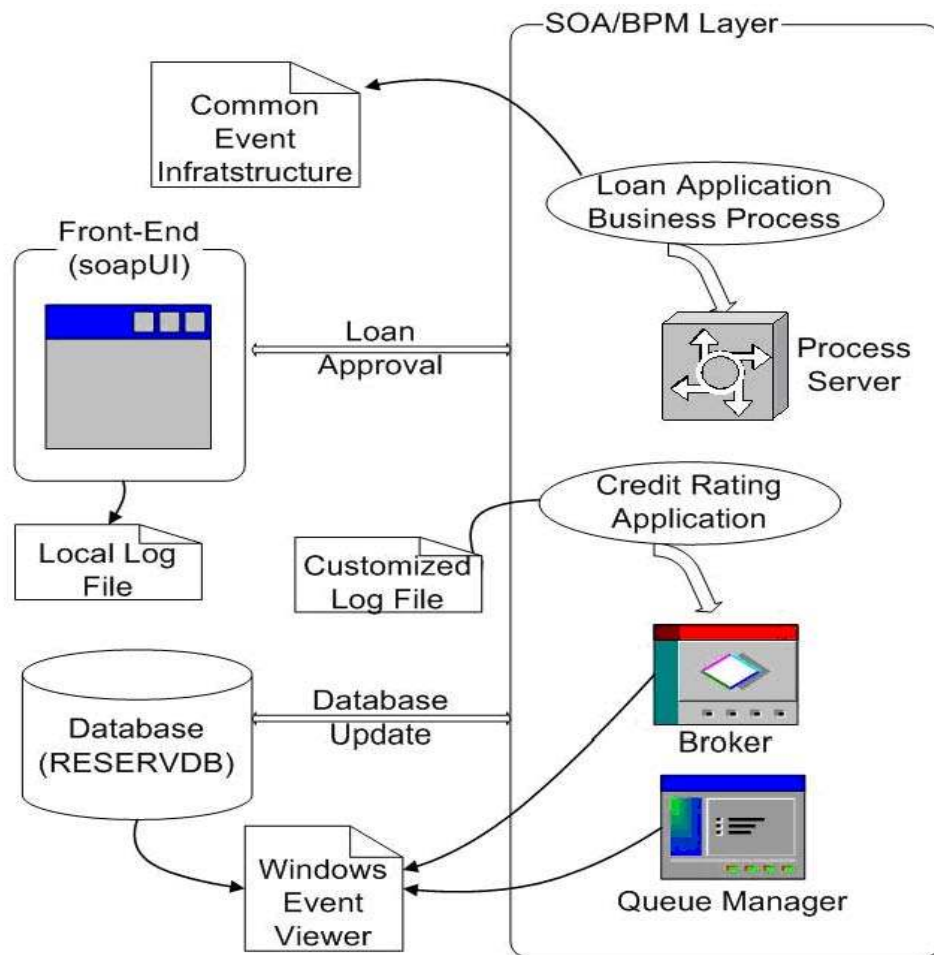 SOA/BPM Layer
Common
Event
Infratstructure
Loan Application
Business Process
Front-End
(soapUI)
Loan
Approval
Process
Server
Credit Rating
Application
Local Log
File
Customized
Log File
Database
(RESERVDB)
Database
Update
Broker
Windows
Event
Viewer
Queue Manager